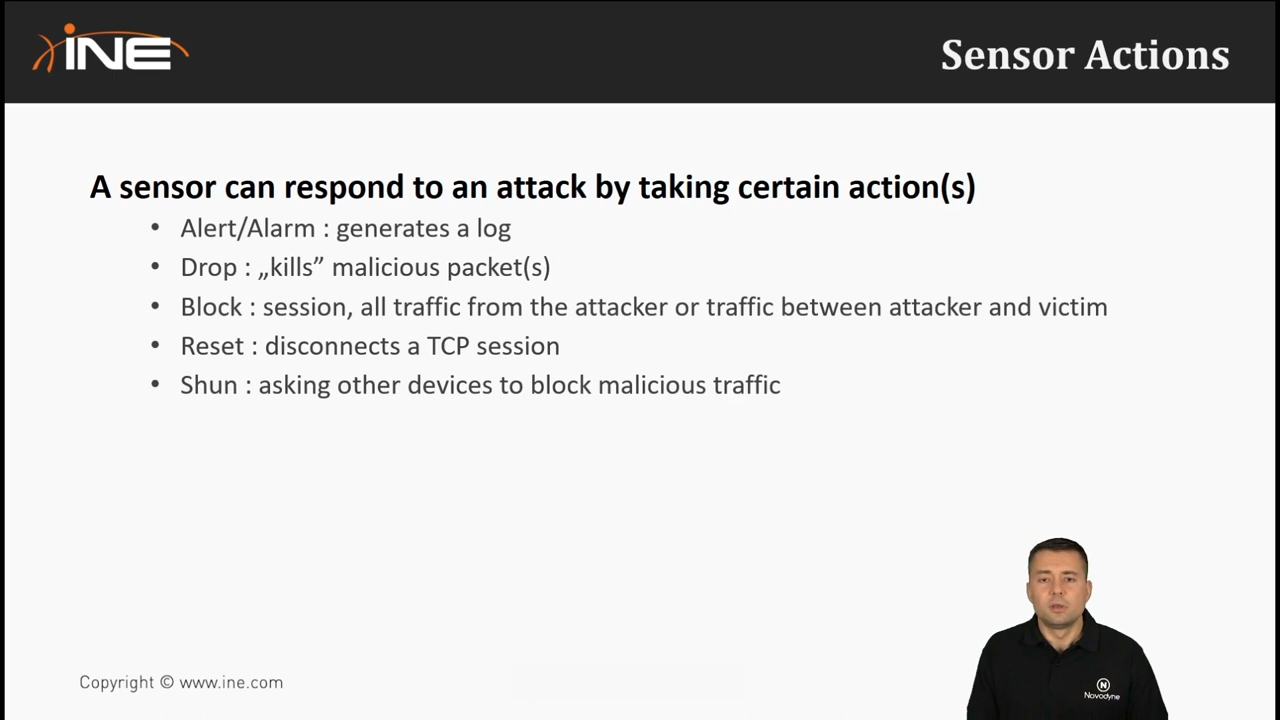 iNE
Sensor Actions
A sensor can respond to an attack by taking certain action(s)
• Alert/Alarm : generates a log
• Drop : „kills” malicious packet(s)
• Block : session, all traffic from the attacker or traffic between attacker and victim
• Reset : disconnects a TCP session
• Shun : asking other devices to block malicious traffic
N
Novodyne
Copyright © www.ine.com